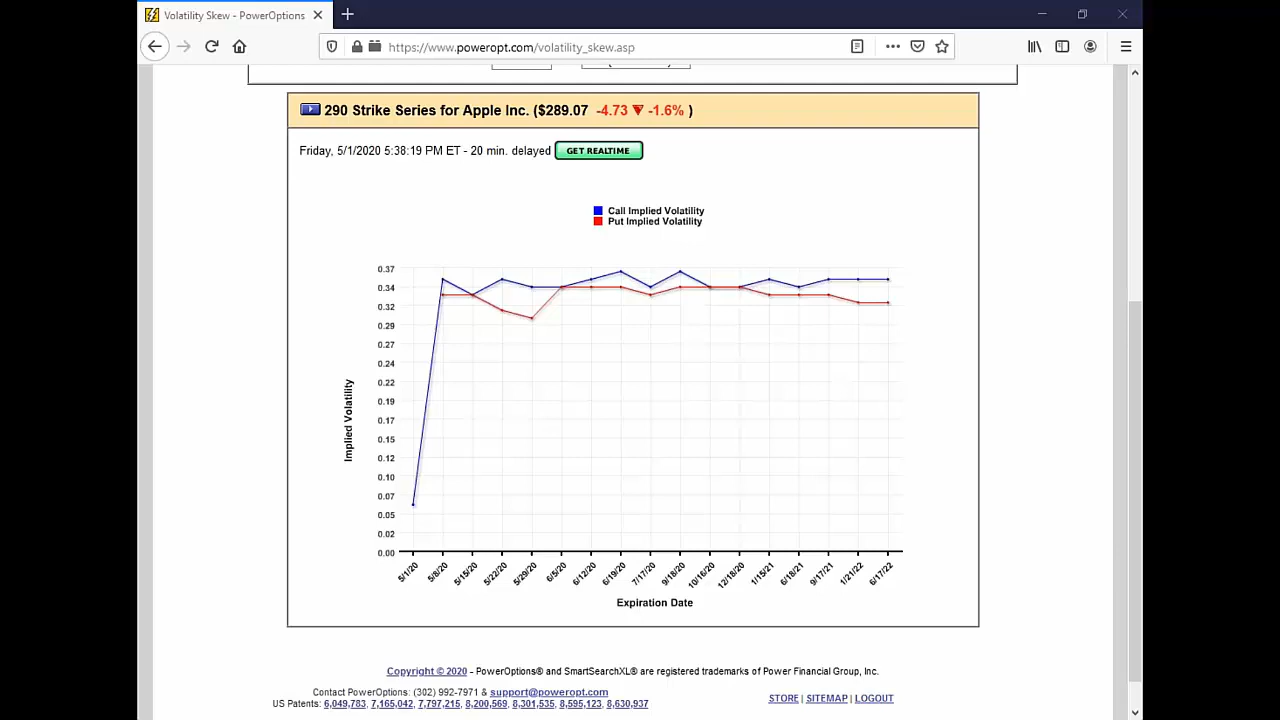 Volatility Skew - PowerOptions
https://www.poweropt.com/volatility_skew.asp
290 Strike Series for Apple Inc. ($289.07 -4.73 ▼ -1.6% )
Friday, 5/1/2020 5:38:19 PM ET - 20 min. delayed GET REALTIME
Call Implied Volatility
Put Implied Volatility
0.37
0.34
0.32
0.29
0.27
0.24
0.22
0.19
0.17
0.15
0.12
0.10
0.07
0.05
0.02
0.00
Implied Volatility
5/1/20 5/8/20 5/15/20 5/22/20 5/29/20 6/5/20 6/12/20 6/19/20 7/17/20 9/18/20 10/16/20 12/18/20 1/15/21 6/18/21 9/17/21 1/21/22 6/17/22
Expiration Date
Copyright © 2020 - PowerOptions® and SmartSearchXL® are registered trademarks of Power Financial Group, Inc.
Contact PowerOptions: (302) 992-7971 & support@poweropt.com
STORE | SITEMAP | LOGOUT
US Patents: 6,049,783, 7,165,042, 7,797,215, 8,200,569, 8,301,535, 8,595,123, 8,630,937